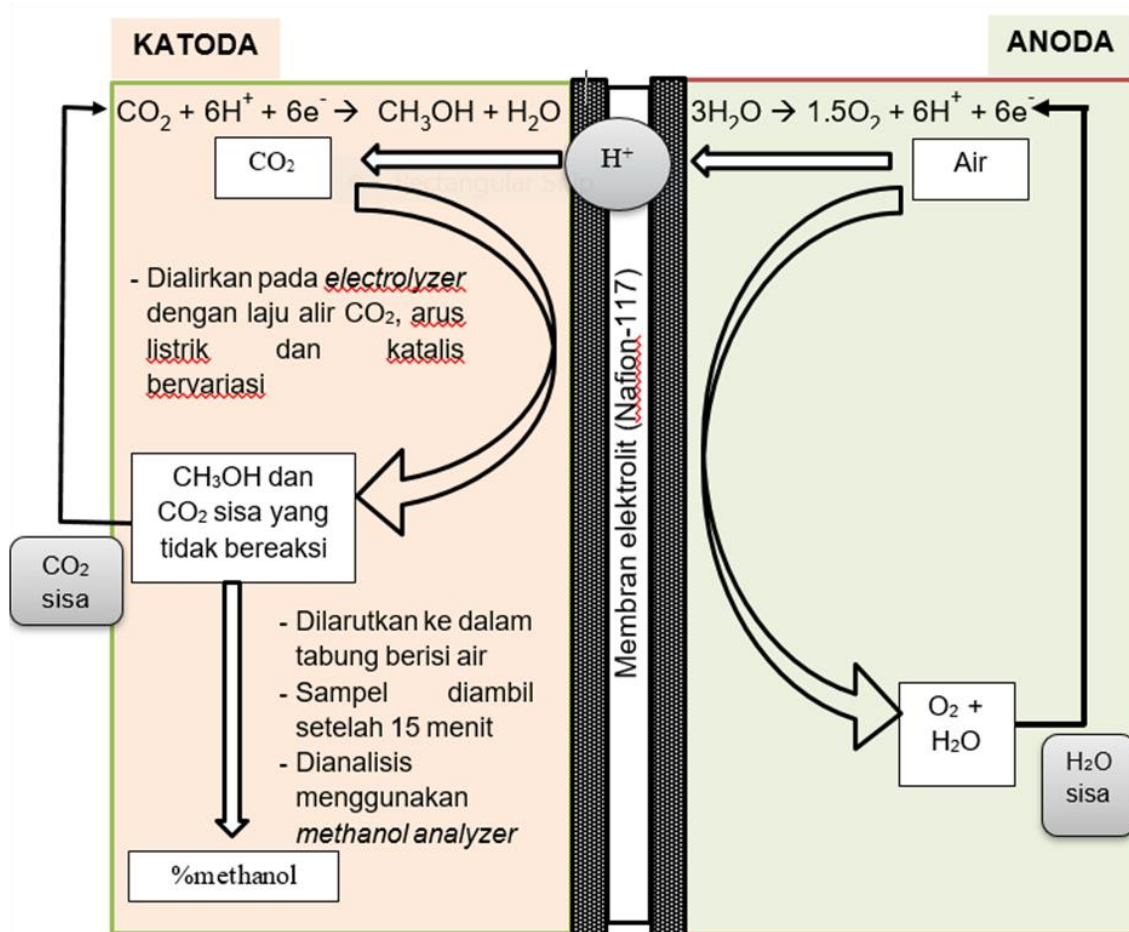 KATODA
ANODA
CO₂ + 6H⁺ + 6e⁻ → CH₃OH + H₂O
3H₂O → 1.5O₂ + 6H⁺ + 6e⁻
CO₂
H⁺
Air
- Dialirkan pada electrolyzer
dengan laju alir CO₂, arus
listrik dan katalis
bervariasi
Membran elektrolit (Nafion-117)
CH₃OH dan
CO₂ sisa yang
tidak bereaksi
CO₂
sisa
- Dilarutkan ke dalam
tabung berisi air
- Sampel diambil
setelah 15 menit
- Dianalisis
menggunakan
methanol analyzer
%methanol
O₂ +
H₂O
H₂O
sisa